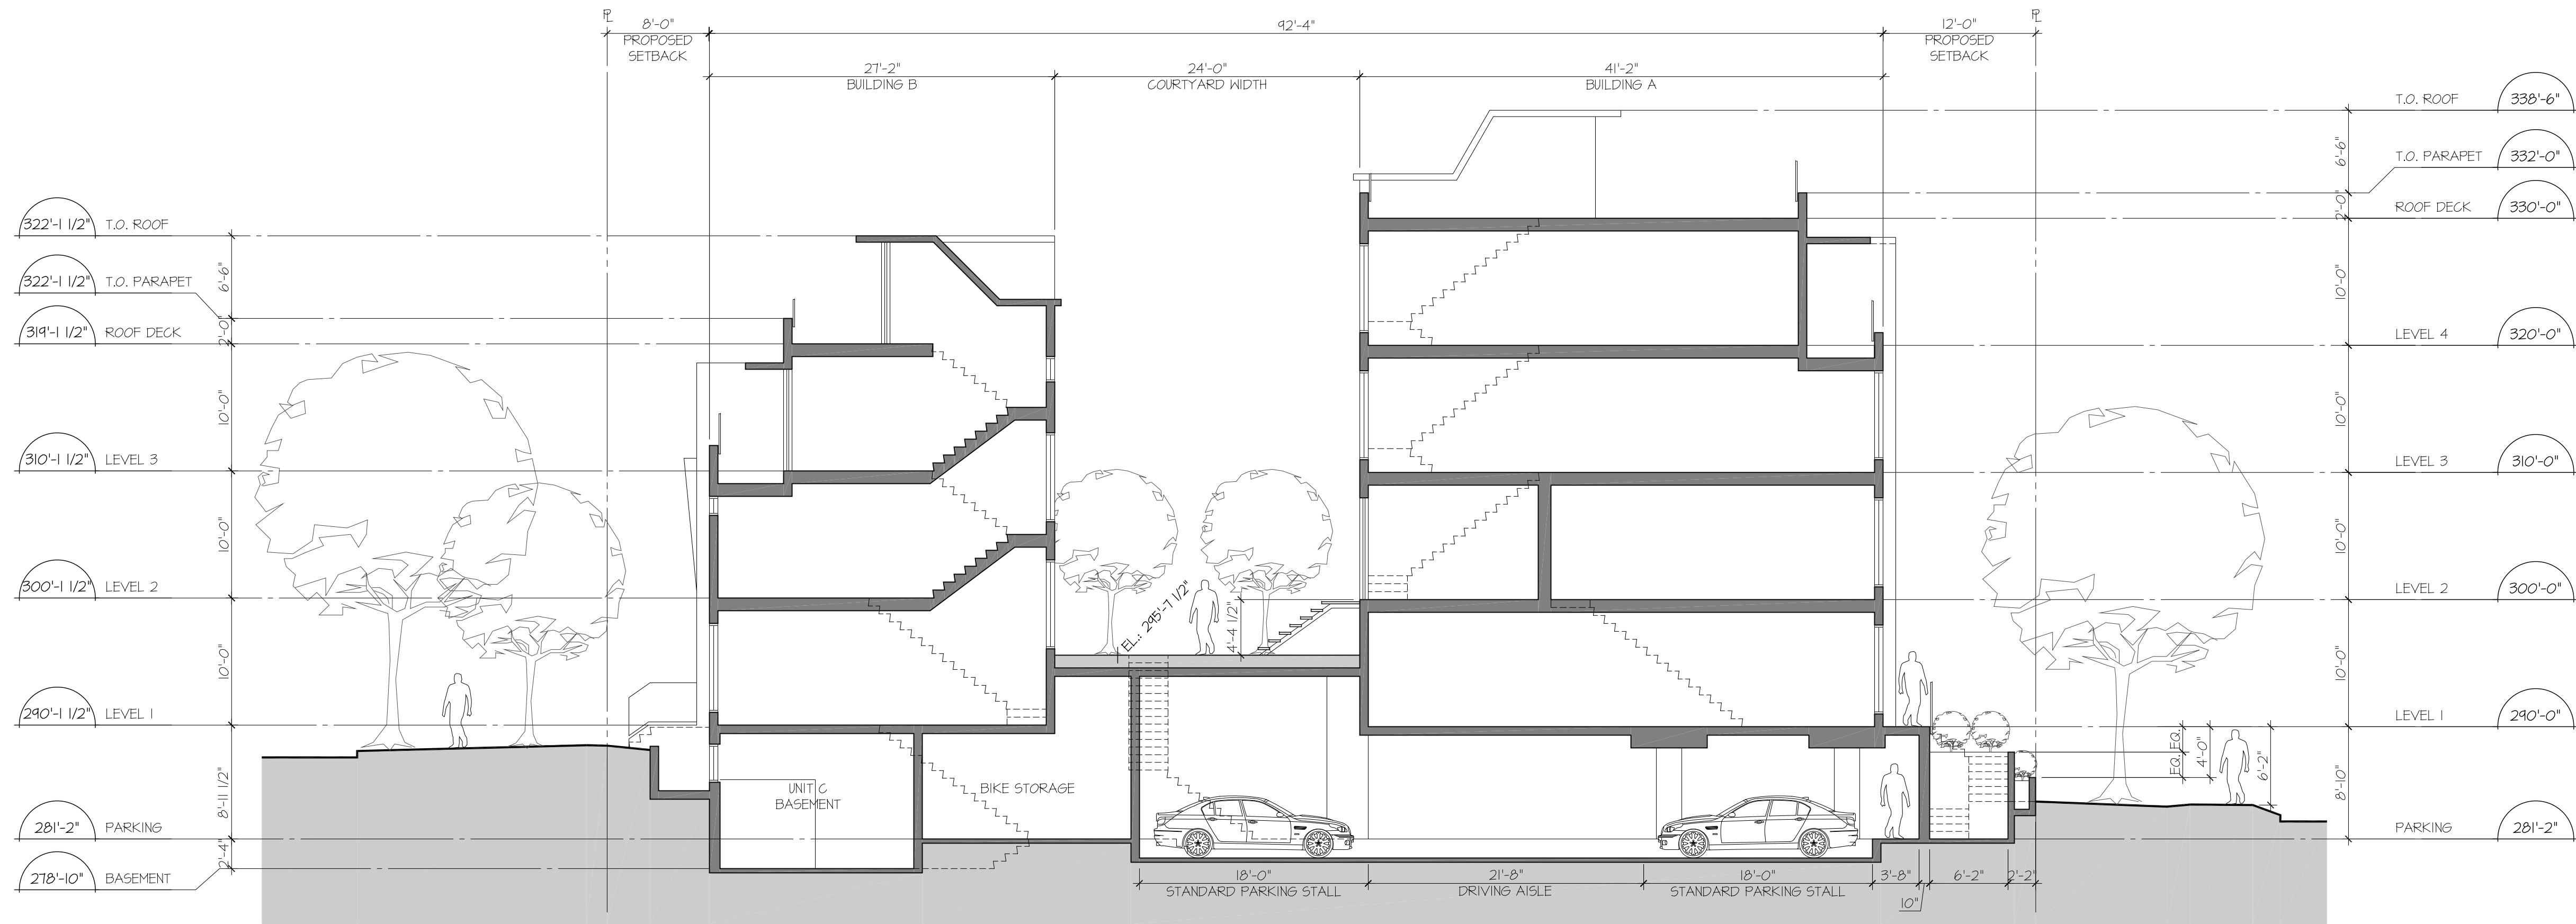 PL
8'-0"
PROPOSED
SETBACK
92'-4"
12'-0"
PROPOSED
SETBACK
PL
27'-2"
BUILDING B
24'-0"
COURTYARD WIDTH
41'-2"
BUILDING A
322'-1 1/2" T.O. ROOF
322'-1 1/2" T.O. PARAPET
319'-1 1/2" ROOF DECK
310'-1 1/2" LEVEL 3
300'-1 1/2" LEVEL 2
290'-1 1/2" LEVEL 1
281'-2" PARKING
278'-10" BASEMENT
6'-6"
2'-0"
10'-0"
10'-0"
10'-0"
8'-11 1/2"
2'-4"
UNIT C
BASEMENT
BIKE STORAGE
EL.: 295'-7 1/2"
4'-4 1/2"
18'-0"
STANDARD PARKING STALL
21'-8"
DRIVING AISLE
18'-0"
STANDARD PARKING STALL
3'-8"
10"
6'-2"
2'-2"
EQ.
EQ.
4'-0"
6'-2"
6'-6"
2'-0"
10'-0"
10'-0"
10'-0"
10'-0"
8'-10"
T.O. ROOF 338'-6"
T.O. PARAPET 332'-0"
ROOF DECK 330'-0"
LEVEL 4 320'-0"
LEVEL 3 310'-0"
LEVEL 2 300'-0"
LEVEL 1 290'-0"
PARKING 281'-2"